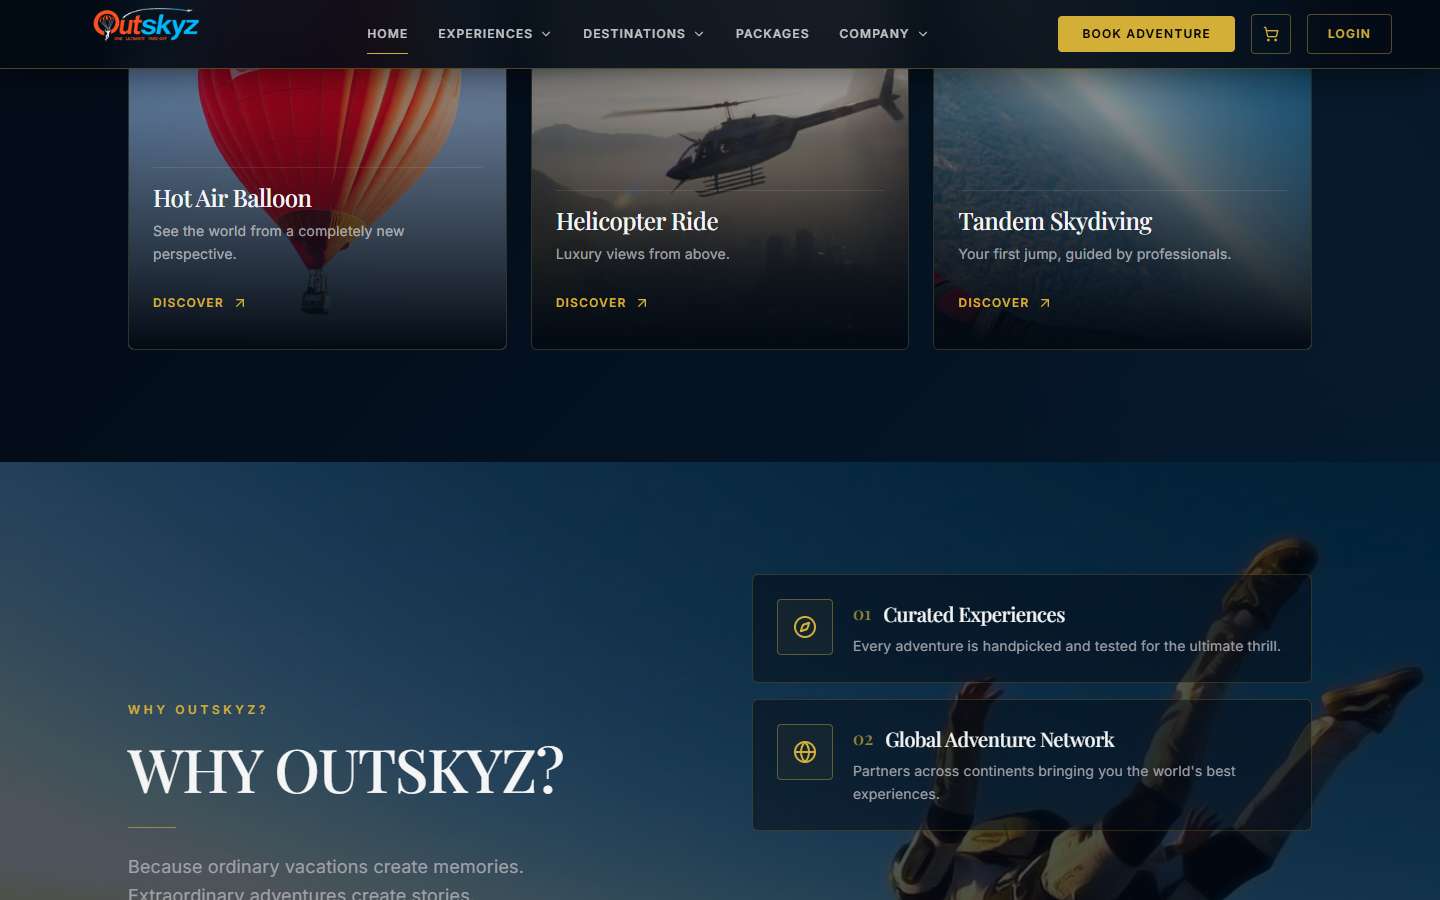 Outskyz
HOME
EXPERIENCES
DESTINATIONS
PACKAGES
COMPANY
BOOK ADVENTURE
LOGIN
Hot Air Balloon
See the world from a completely new
perspective.
DISCOVER
Helicopter Ride
Luxury views from above.
DISCOVER
Tandem Skydiving
Your first jump, guided by professionals.
DISCOVER
WHY OUTSKYZ?
WHY OUTSKYZ?
Because ordinary vacations create memories.
Extraordinary adventures create stories.
01 Curated Experiences
Every adventure is handpicked and tested for the ultimate thrill.
02 Global Adventure Network
Partners across continents bringing you the world's best
experiences.